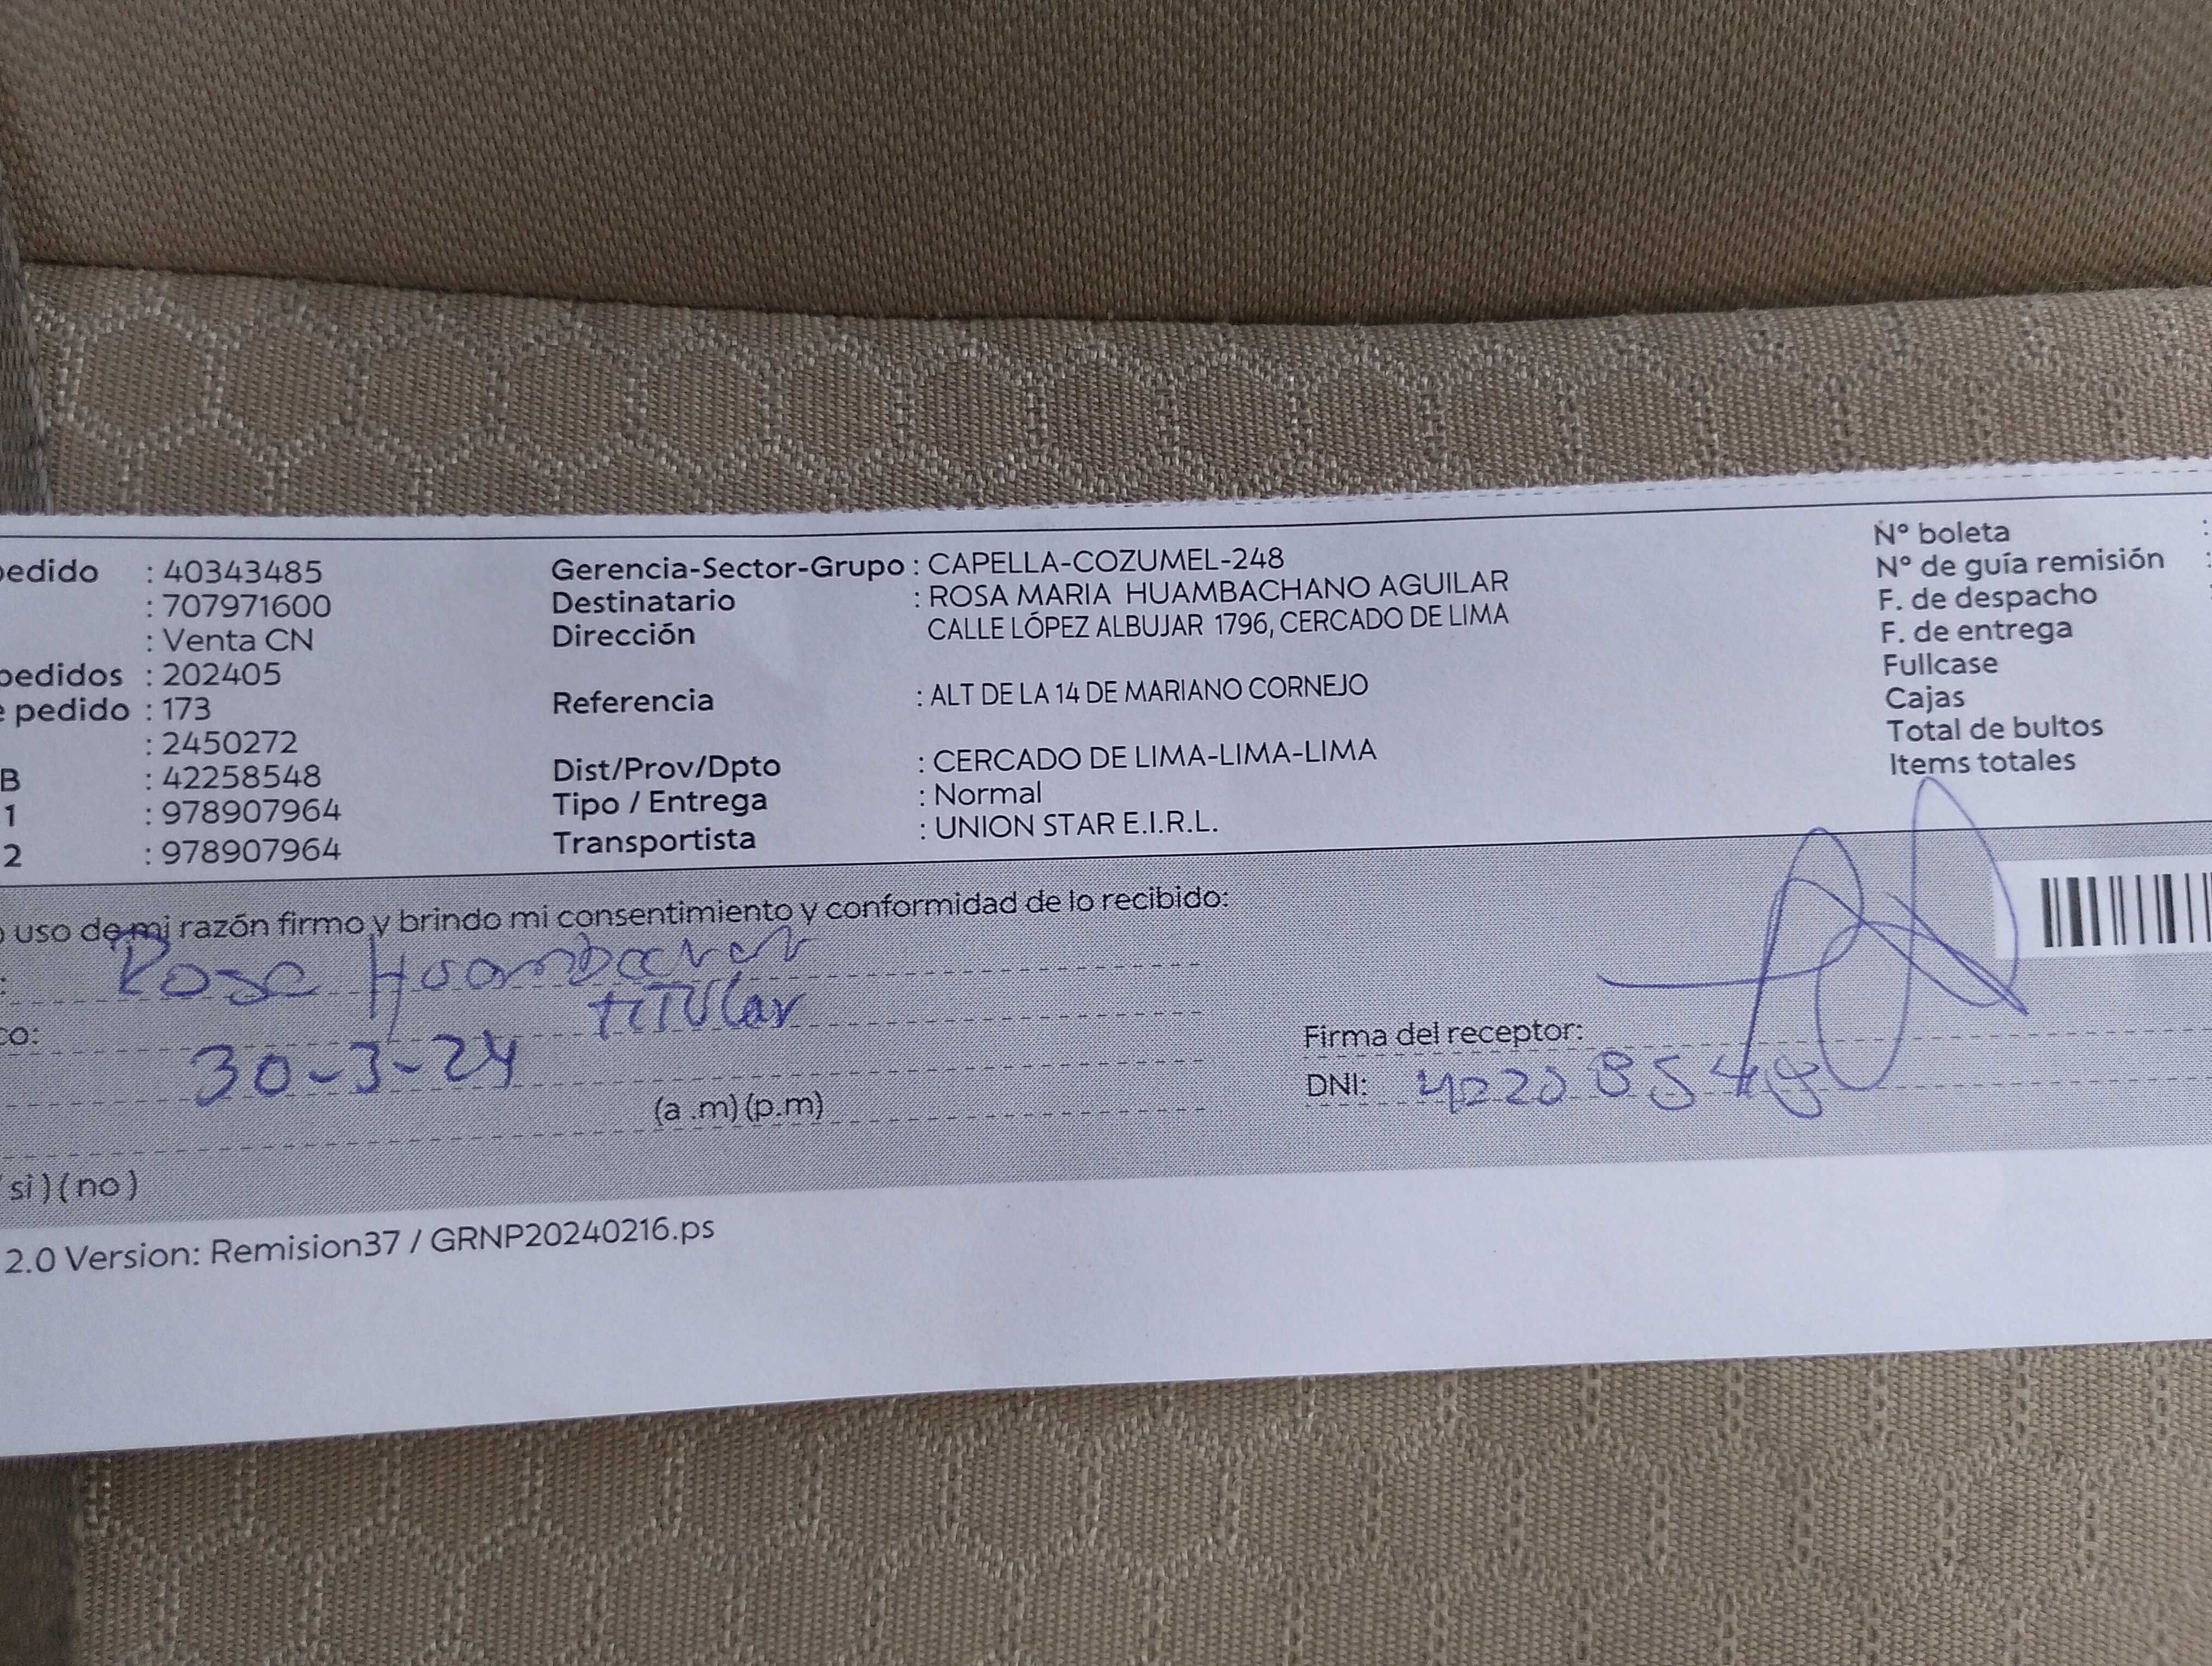 pedido : 40343485
: 707971600
: Venta CN
pedidos : 202405
e pedido : 173
: 2450272
B : 42258548
1 : 978907964
2 : 978907964
Gerencia-Sector-Grupo : CAPELLA-COZUMEL-248
Destinatario : ROSA MARIA HUAMBACHANO AGUILAR
Dirección CALLE LÓPEZ ALBUJAR 1796, CERCADO DE LIMA
Referencia : ALT DE LA 14 DE MARIANO CORNEJO
Dist/Prov/Dpto : CERCADO DE LIMA-LIMA-LIMA
Tipo / Entrega : Normal
Transportista : UNION STAR E.I.R.L.
N° boleta :
N° de guía remisión :
F. de despacho
F. de entrega
Fullcase
Cajas
Total de bultos
Items totales
o uso de mi razón firmo y brindo mi consentimiento y conformidad de lo recibido:
: Rosa
titular
co:
30-3-24
(a .m) (p.m)
Firma del receptor:
DNI:
si ) ( no )
2.0 Version: Remision37 / GRNP20240216.ps